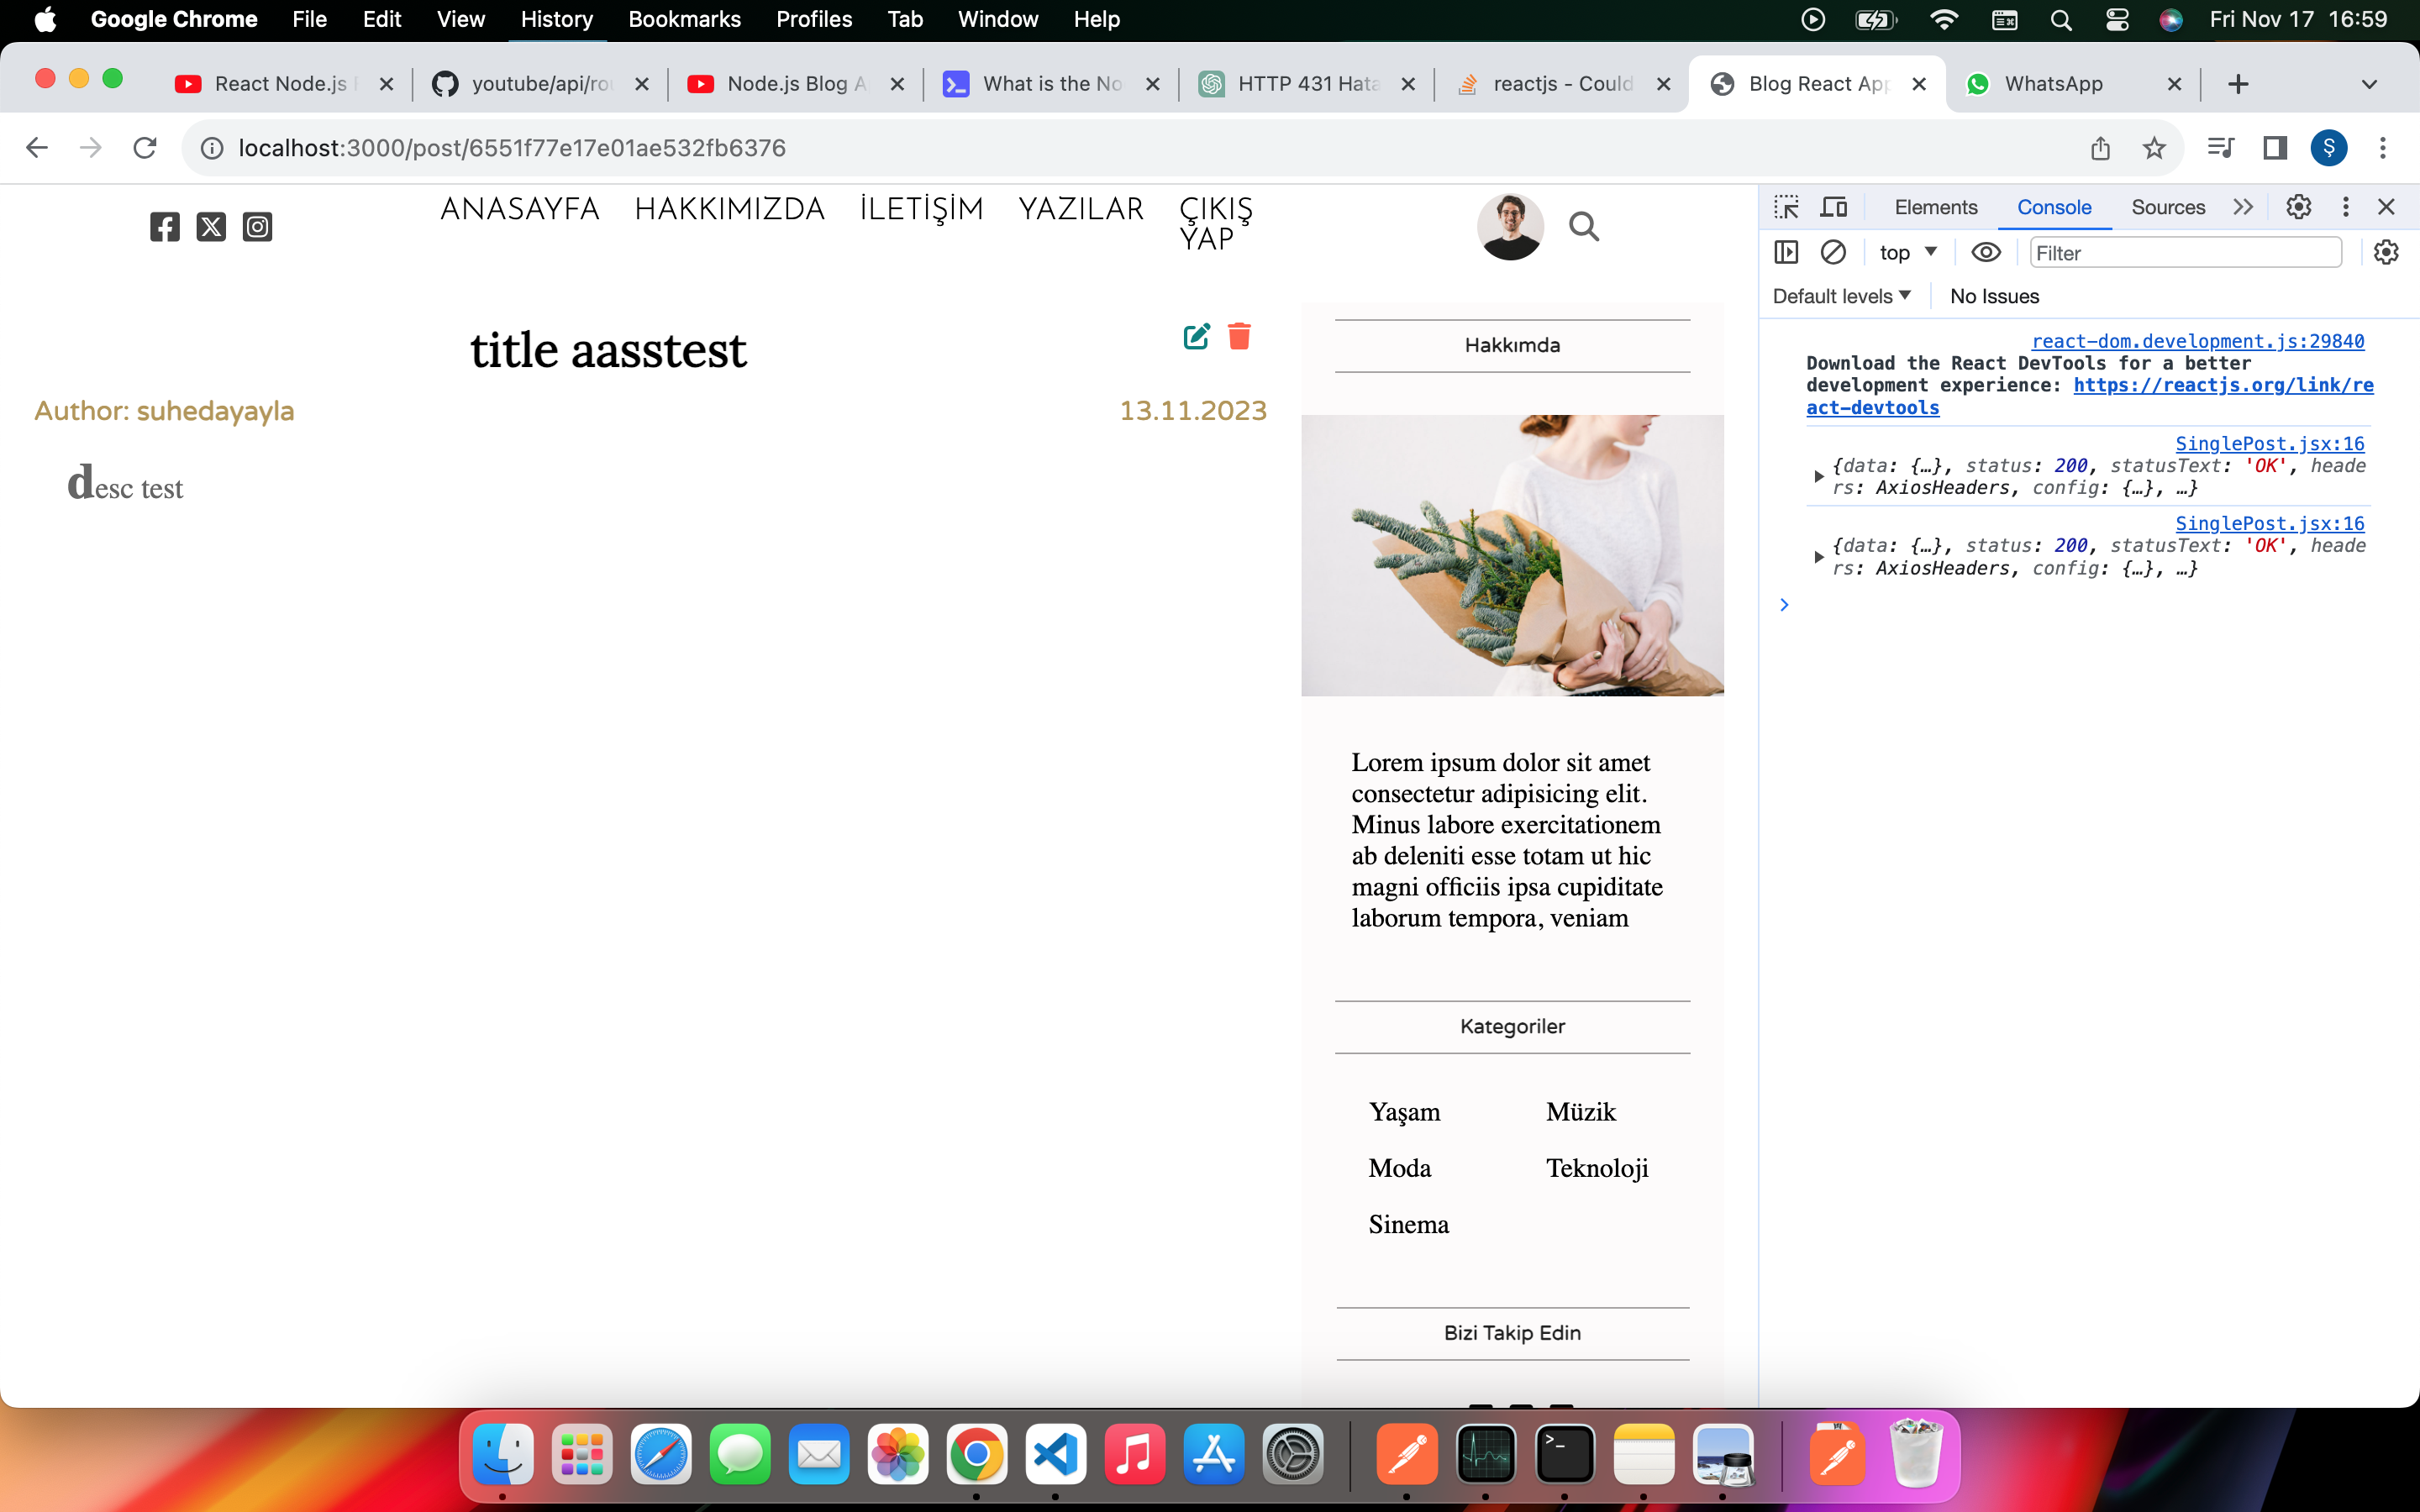 Google Chrome File Edit View History Bookmarks Profiles Tab Window Help Fri Nov 17 16:59
React Node.js youtube/api/rou Node.js Blog A What is the No HTTP 431 Hata reactjs - Could Blog React App WhatsApp
localhost:3000/post/6551f77e17e01ae532fb6376 Ş
ANASAYFA HAKKIMIZDA İLETİŞİM YAZILAR ÇIKIŞ
YAP
title aasstest
Author: suhedayayla 13.11.2023
desc test
Hakkımda
Lorem ipsum dolor sit amet
consectetur adipisicing elit.
Minus labore exercitationem
ab deleniti esse totam ut hic
magni officiis ipsa cupiditate
laborum tempora, veniam
Kategoriler
Yaşam Müzik
Moda Teknoloji
Sinema
Bizi Takip Edin
Elements Console Sources
top Filter
Default levels No Issues
react-dom.development.js:29840
Download the React DevTools for a better
development experience: https://reactjs.org/link/re
act-devtools
SinglePost.jsx:16
{data: {…}, status: 200, statusText: 'OK', heade
rs: AxiosHeaders, config: {…}, …}
SinglePost.jsx:16
{data: {…}, status: 200, statusText: 'OK', heade
rs: AxiosHeaders, config: {…}, …}